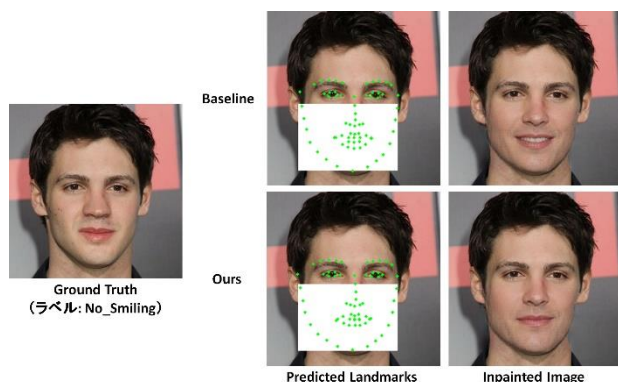 Baseline
Ground Truth
（ラベル: No_Smiling）
Ours
Predicted Landmarks
Inpainted Image